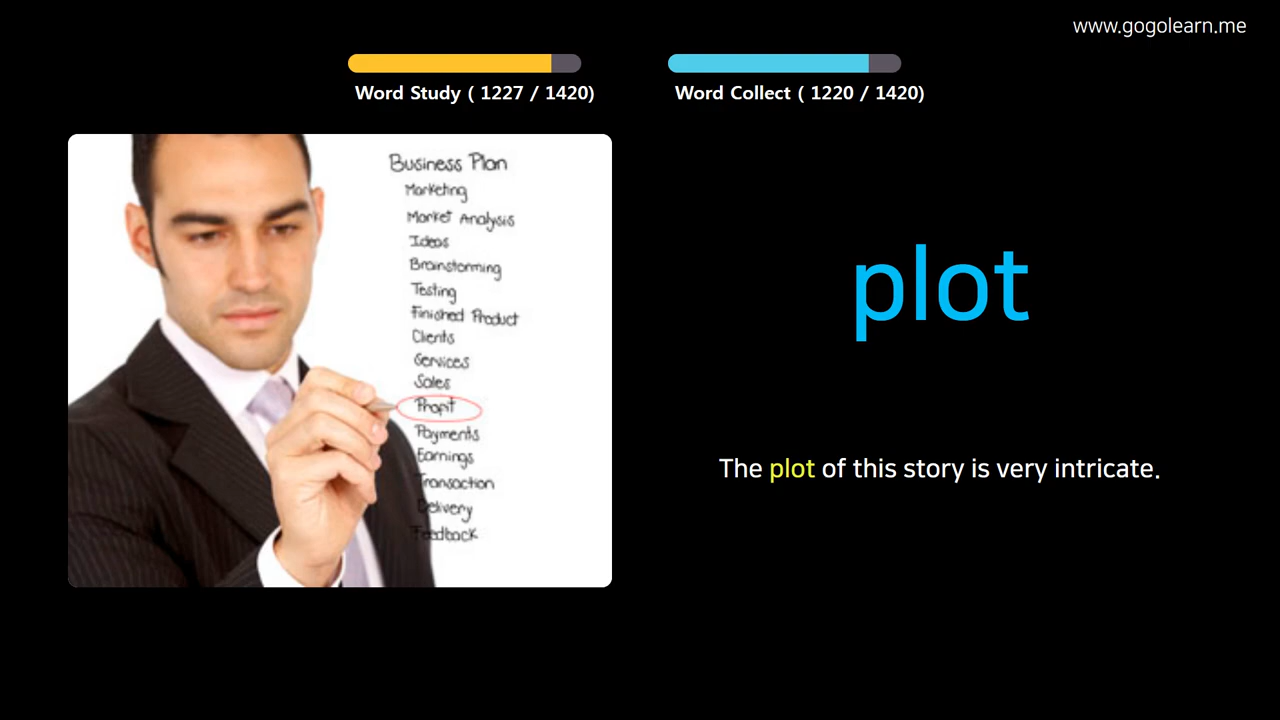 www.gogolearn.me
Word Study ( 1227 / 1420)
Word Collect ( 1220 / 1420)
Business Plan
Marketing
Market Analysis
Ideas
Brainstorming
Testing
Finished Product
Clients
Services
Sales
Profit
Payments
Earnings
Transaction
Delivery
Feedback
plot
The plot of this story is very intricate.